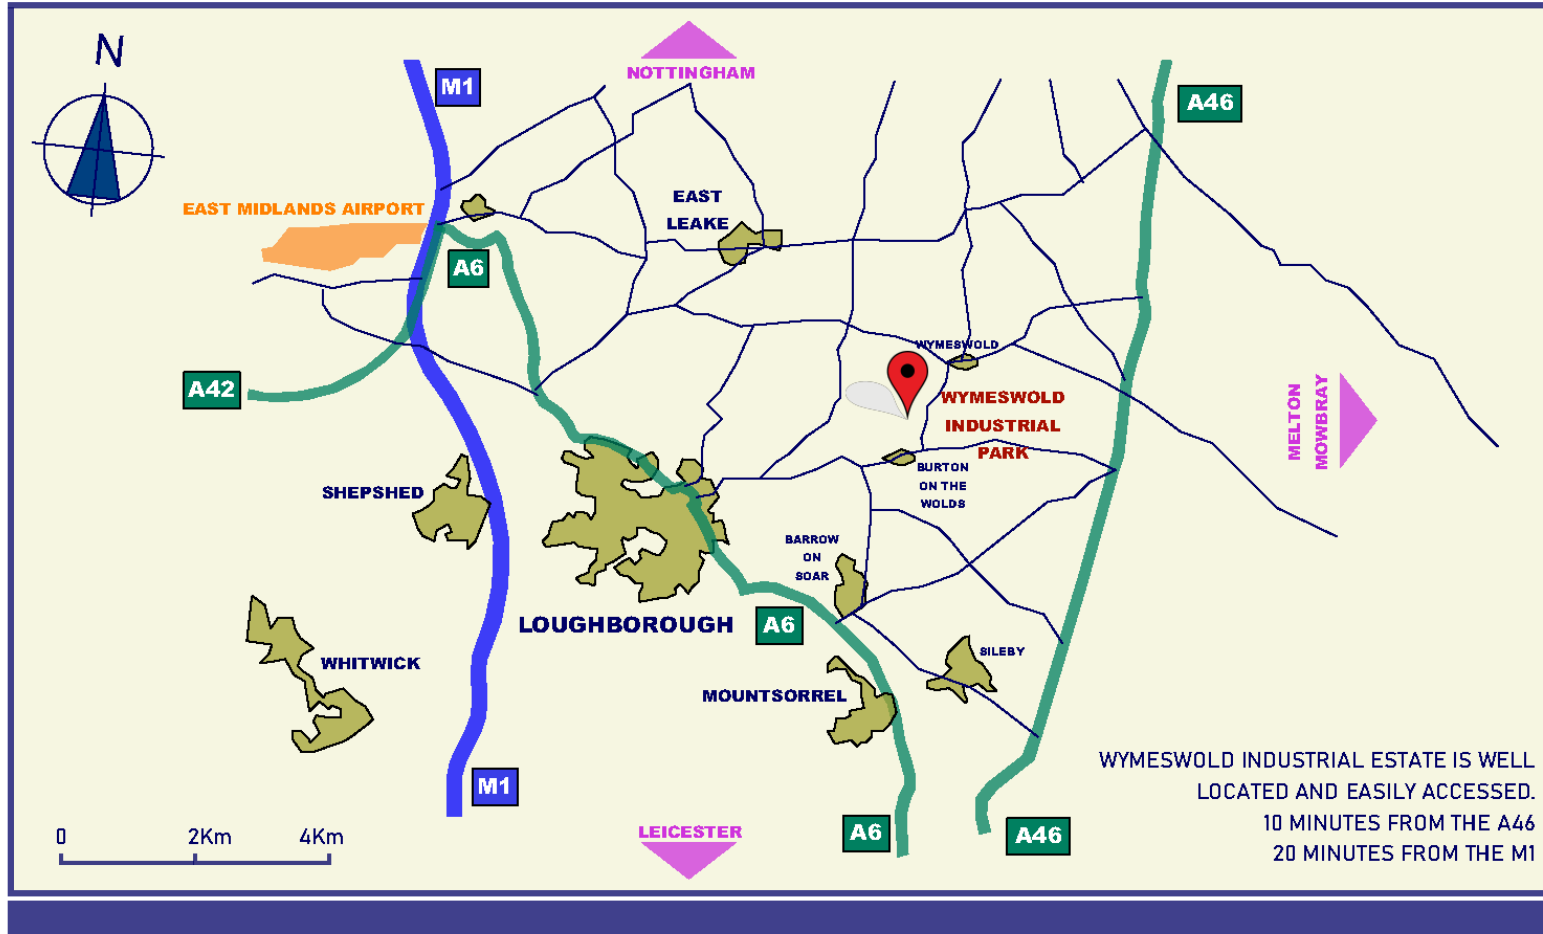 N
M1
NOTTINGHAM
A46
EAST MIDLANDS AIRPORT
EAST
LEAKE
A6
A42
WYMESWOLD
WYMESWOLD
INDUSTRIAL
PARK
MELTON
MOWBRAY
BURTON
ON THE
WOLDS
SHEPSHED
BARROW
ON
SOAR
LOUGHBOROUGH
A6
WHITWICK
SILEBY
MOUNTSORREL
M1
LEICESTER
A6
A46
0 2Km 4Km
WYMESWOLD INDUSTRIAL ESTATE IS WELL
LOCATED AND EASILY ACCESSED.
10 MINUTES FROM THE A46
20 MINUTES FROM THE M1